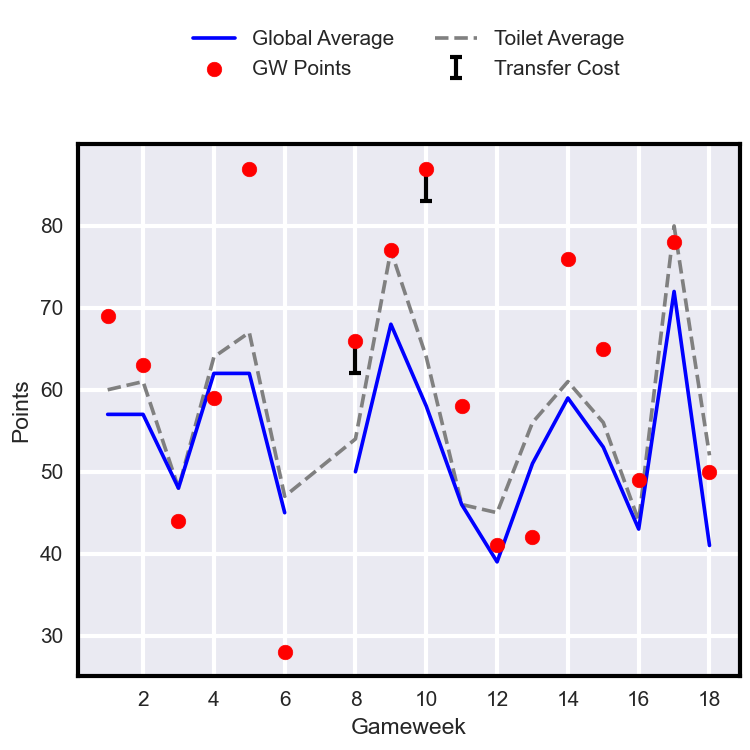 Global Average
Toilet Average
GW Points
Transfer Cost
80
70
60
50
40
30
Points
2 4 6 8 10 12 14 16 18
Gameweek